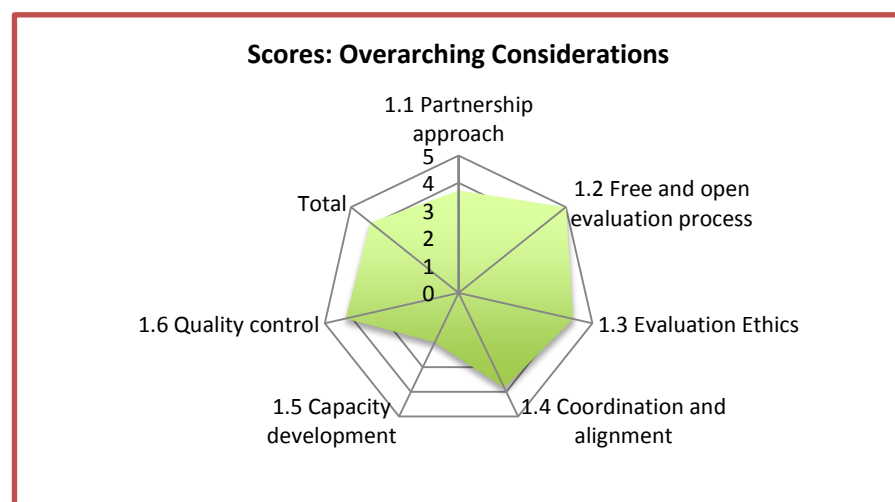 Scores: Overarching Considerations
1.1 Partnership
approach
5
4
3
2
1
0
1.2 Free and open
evaluation process
1.3 Evaluation Ethics
1.4 Coordination and
alignment
1.5 Capacity
development
1.6 Quality control
Total